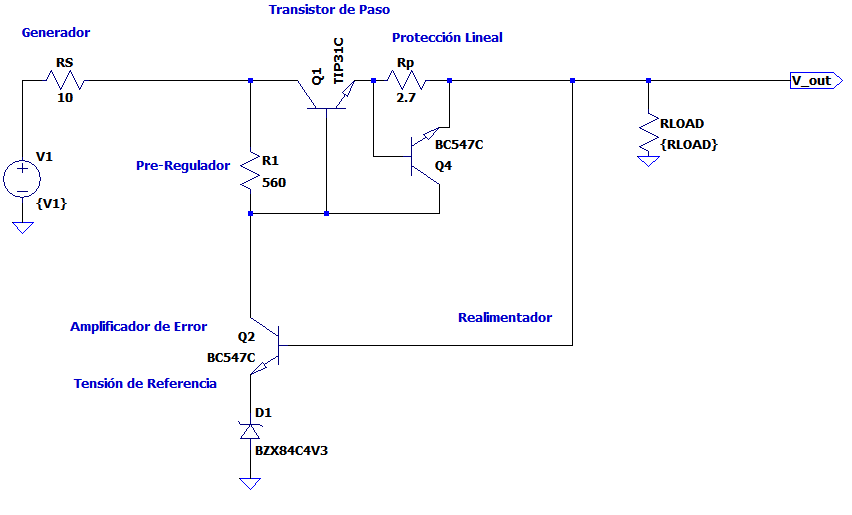 Transistor de Paso
Generador
Protección Lineal
RS
10
Q1
TIP31C
Rp
2.7
V_out
RLOAD
{RLOAD}
V1
{V1}
Pre-Regulador
R1
560
BC547C
Q4
Amplificador de Error
Realimentador
Q2
BC547C
Tensión de Referencia
D1
BZX84C4V3